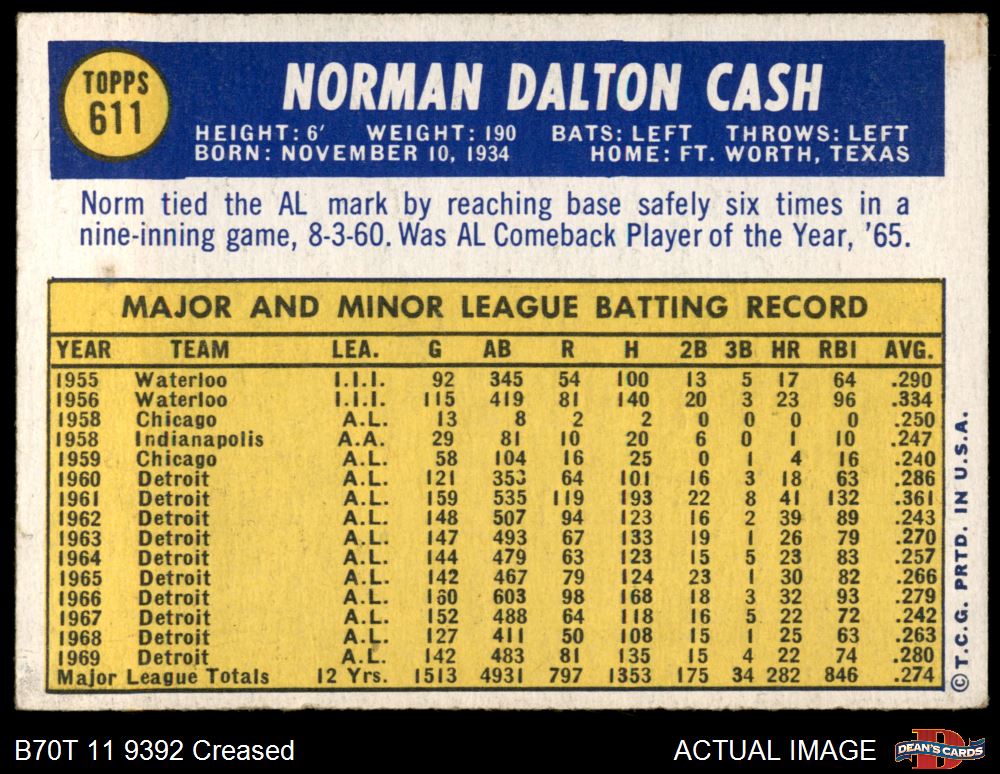 TOPPS
611
NORMAN DALTON CASH
HEIGHT: 6' WEIGHT: 190 BATS: LEFT THROWS: LEFT
BORN: NOVEMBER 10, 1934 HOME: FT. WORTH, TEXAS
Norm tied the AL mark by reaching base safely six times in a
nine-inning game, 8-3-60. Was AL Comeback Player of the Year, '65.
MAJOR AND MINOR LEAGUE BATTING RECORD
YEAR TEAM LEA. G AB R H 2B 3B HR RBI AVG.
1955 Waterloo I.I.I. 92 345 54 100 13 5 17 64 .290
1956 Waterloo I.I.I. 115 419 81 140 20 3 23 96 .334
1958 Chicago A.L. 13 8 2 2 0 0 0 0 .250
1958 Indianapolis A.A. 29 81 10 20 6 0 1 10 .247
1959 Chicago A.L. 58 104 16 25 0 1 4 16 .240
1960 Detroit A.L. 121 353 64 101 16 3 18 63 .286
1961 Detroit A.L. 159 535 119 193 22 8 41 132 .361
1962 Detroit A.L. 148 507 94 123 16 2 39 89 .243
1963 Detroit A.L. 147 493 67 133 19 1 26 79 .270
1964 Detroit A.L. 144 479 63 123 15 5 23 83 .257
1965 Detroit A.L. 142 467 79 124 23 1 30 82 .266
1966 Detroit A.L. 160 603 98 168 18 3 32 93 .279
1967 Detroit A.L. 152 488 64 118 16 5 22 72 .242
1968 Detroit A.L. 127 411 50 108 15 1 25 63 .263
1969 Detroit A.L. 142 483 81 135 15 4 22 74 .280
Major League Totals 12 Yrs. 1513 4931 797 1353 175 34 282 846 .274
© T.C.G. PRTD. IN U.S.A.
B70T 11 9392 Creased
ACTUAL IMAGE
DEAN'S CARDS